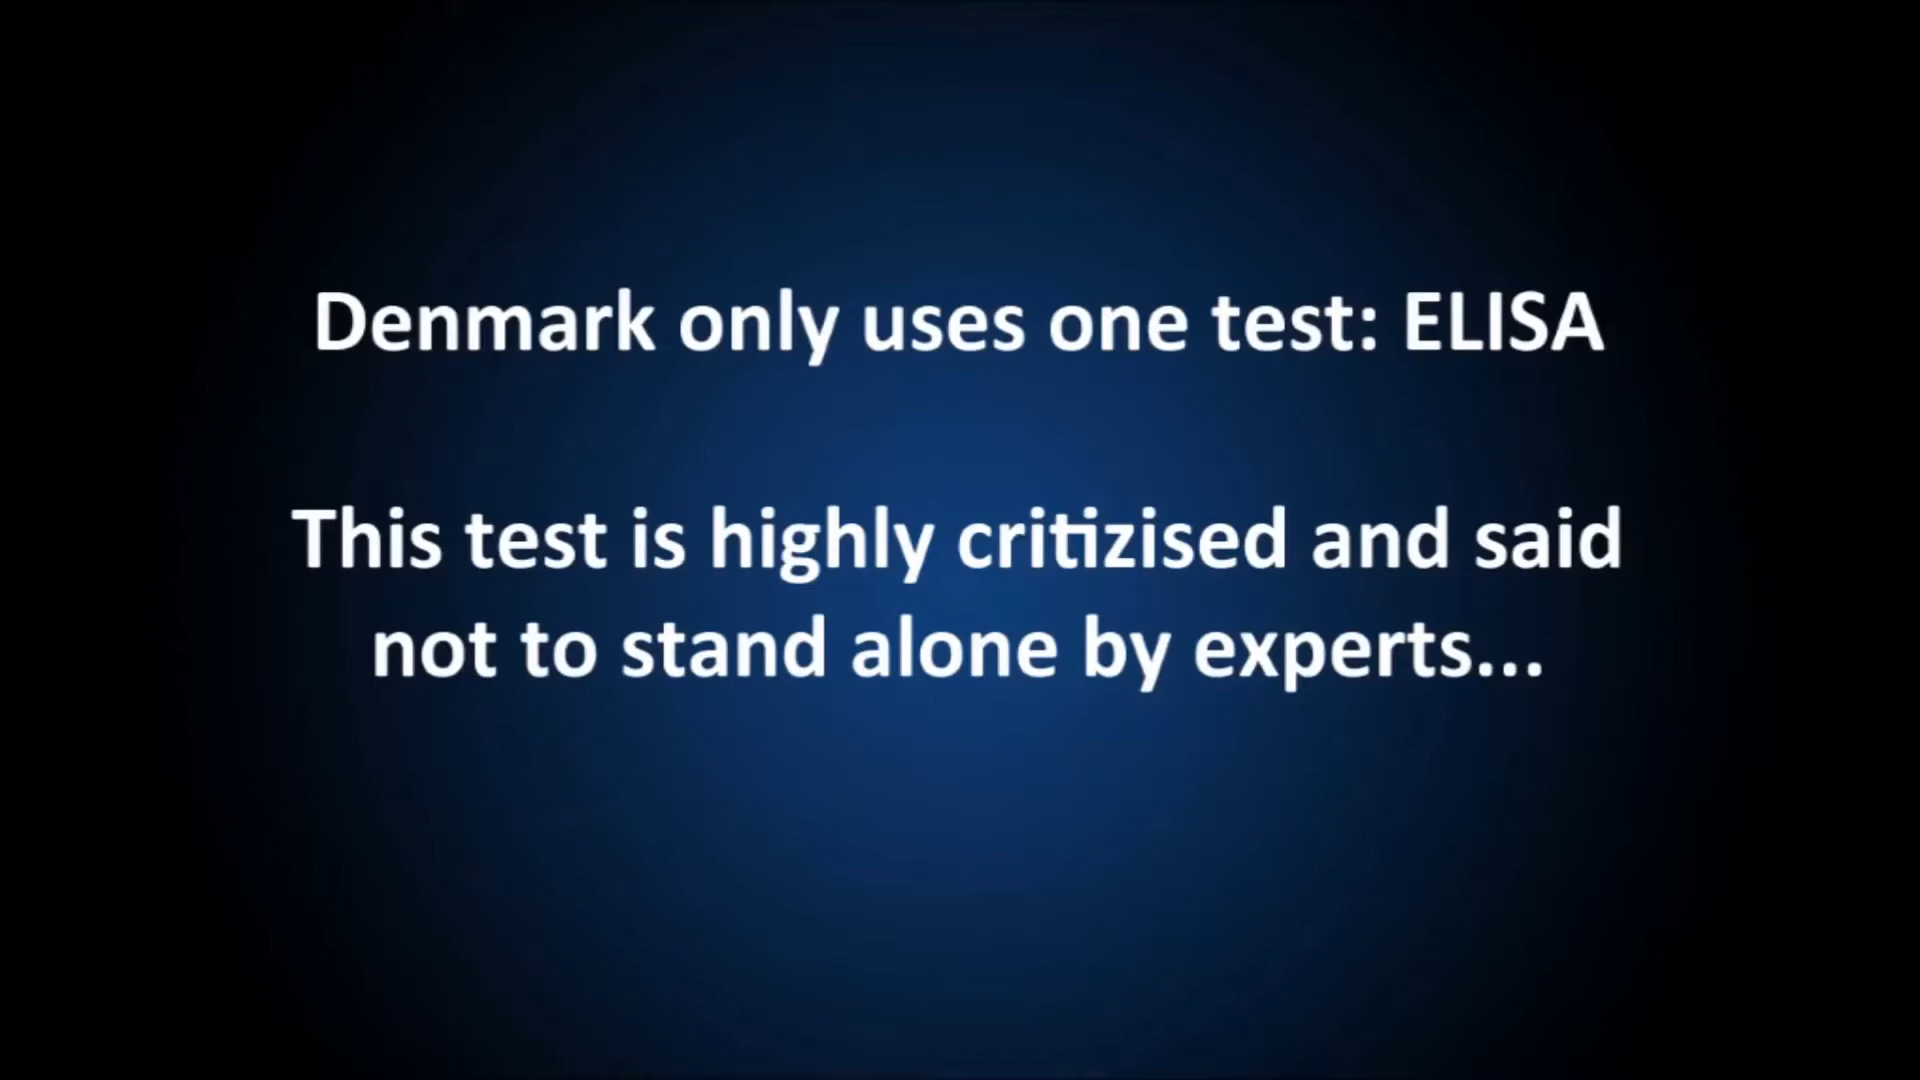 Denmark only uses one test: ELISA
This test is highly critizised and said
not to stand alone by experts...